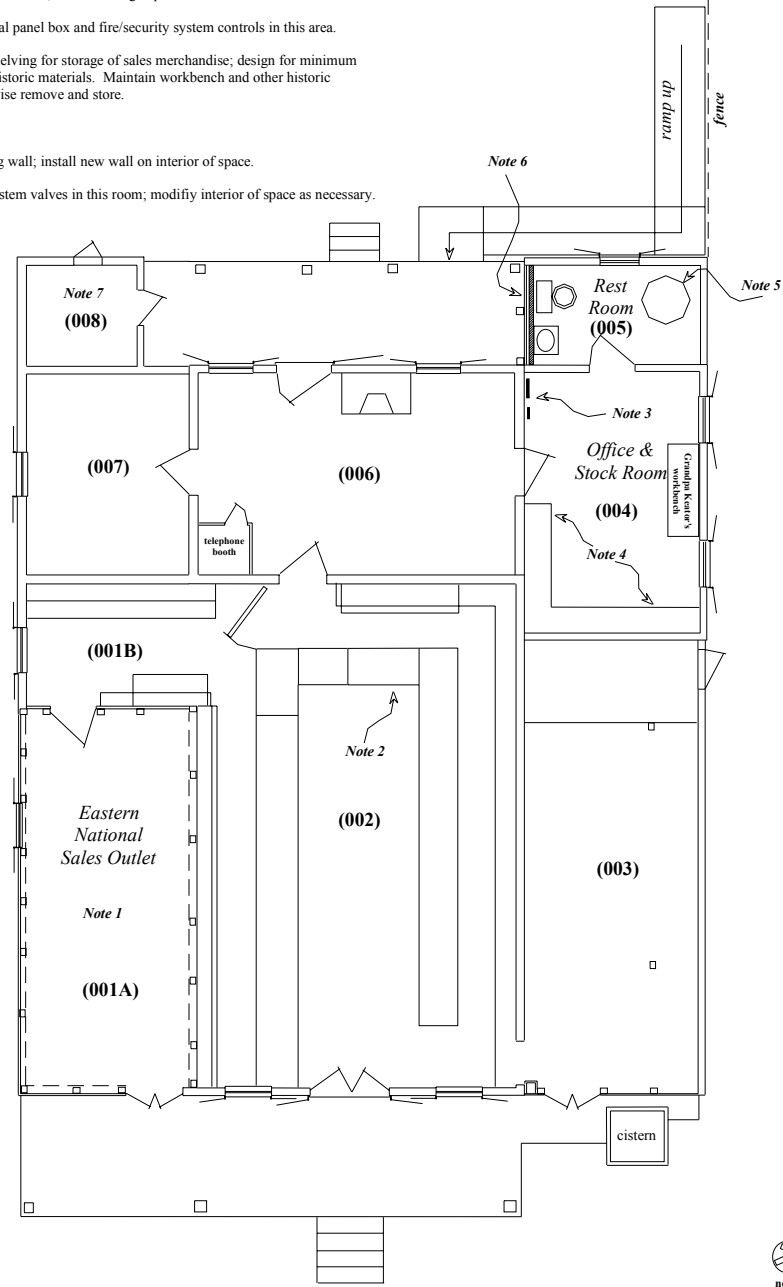 al panel box and fire/security system controls in this area.
elving for storage of sales merchandise; design for minimum
istoric materials.  Maintain workbench and other historic
ise remove and store.
g wall; install new wall on interior of space.
stem valves in this room; modifiy interior of space as necessary.
ramp up
fence
Note 6
Note 7
(008)
Rest
Room
(005)
Note 5
Note 3
(007)
(006)
Office &
Stock Room
(004)
Grandpa Keator's
workbench
telephone
booth
Note 4
(001B)
Note 2
(002)
Eastern
National
Sales Outlet
(003)
Note 1
(001A)
cistern